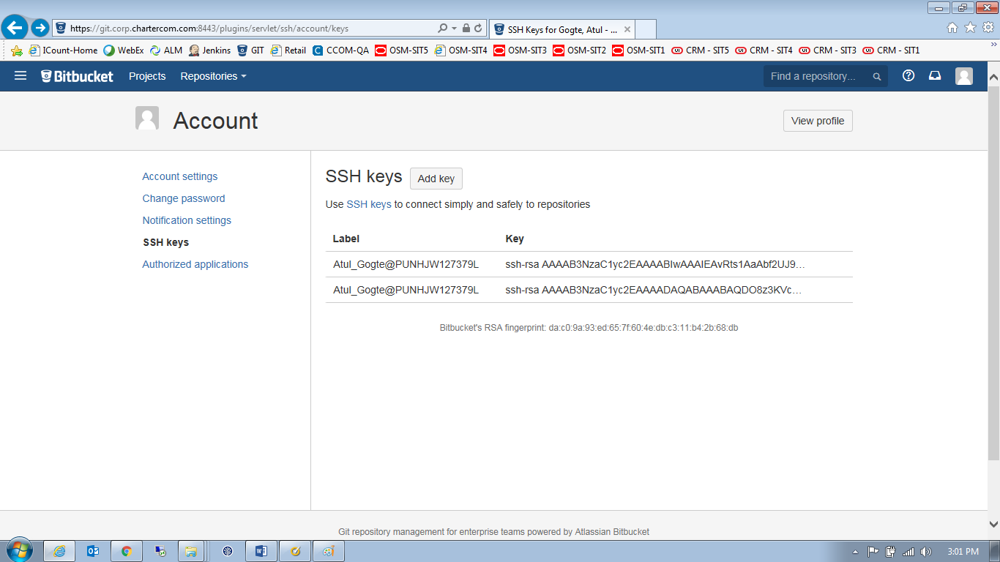 https://git.corp.chartercom.com:8443/plugins/servlet/ssh/account/keys
SSH Keys for Gogte, Atul - ...
ICount-Home WebEx ALM Jenkins GIT Retail CCOM-QA OSM-SIT5 OSM-SIT4 OSM-SIT3 OSM-SIT2 OSM-SIT1 CRM - SIT5 CRM - SIT4 CRM - SIT3 CRM - SIT1
Bitbucket Projects Repositories Find a repository...
Account View profile
Account settings
Change password
Notification settings
SSH keys
Authorized applications
SSH keys Add key
Use SSH keys to connect simply and safely to repositories
Label Key
Atul_Gogte@PUNHJW127379L ssh-rsa AAAAB3NzaC1yc2EAAAABIwAAAIEAvRts1AaAbf2UJ9...
Atul_Gogte@PUNHJW127379L ssh-rsa AAAAB3NzaC1yc2EAAAADAQABAAABAQDO8z3KVc...
Bitbucket's RSA fingerprint: da:c0:9a:93:ed:65:7f:60:4e:db:c3:11:b4:2b:68:db
Git repository management for enterprise teams powered by Atlassian Bitbucket
3:01 PM